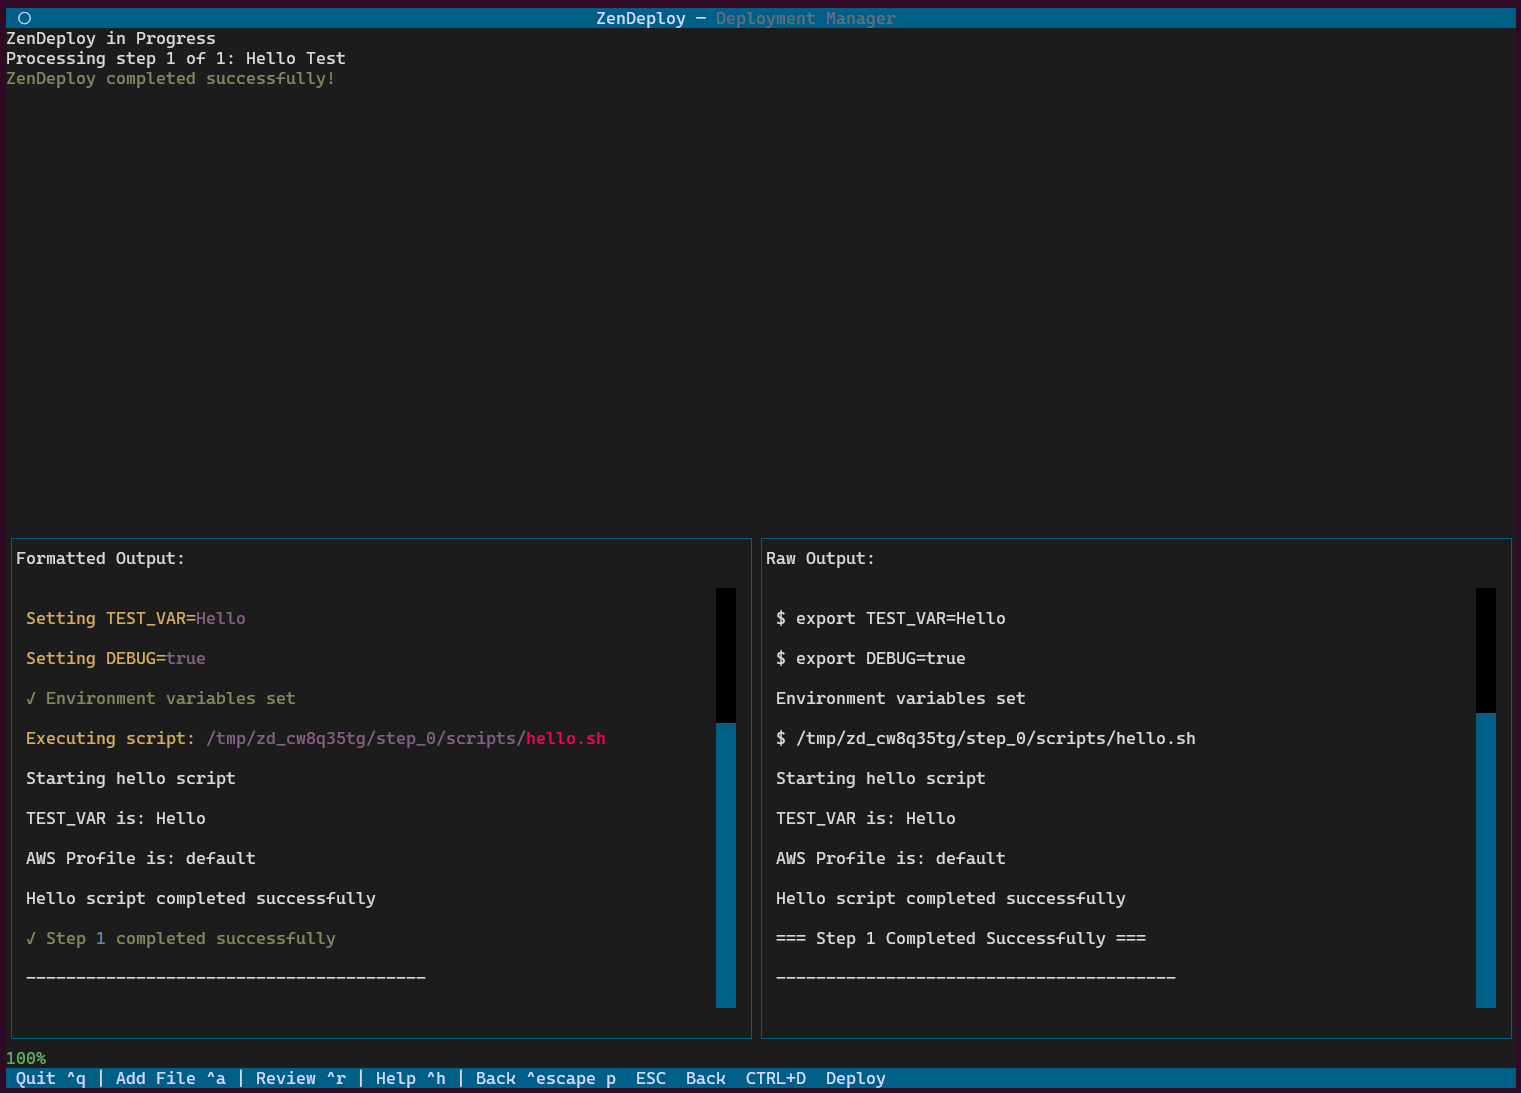 ZenDeploy — Deployment Manager
ZenDeploy in Progress
Processing step 1 of 1: Hello Test
ZenDeploy completed successfully!
Formatted Output:
Setting TEST_VAR=Hello
Setting DEBUG=true
✓ Environment variables set
Executing script: /tmp/zd_cw8q35tg/step_0/scripts/hello.sh
Starting hello script
TEST_VAR is: Hello
AWS Profile is: default
Hello script completed successfully
✓ Step 1 completed successfully
────────────────────────────────────────
Raw Output:
$ export TEST_VAR=Hello
$ export DEBUG=true
Environment variables set
$ /tmp/zd_cw8q35tg/step_0/scripts/hello.sh
Starting hello script
TEST_VAR is: Hello
AWS Profile is: default
Hello script completed successfully
=== Step 1 Completed Successfully ===
────────────────────────────────────────
100%
Quit ^q | Add File ^a | Review ^r | Help ^h | Back ^escape p  ESC  Back  CTRL+D  Deploy